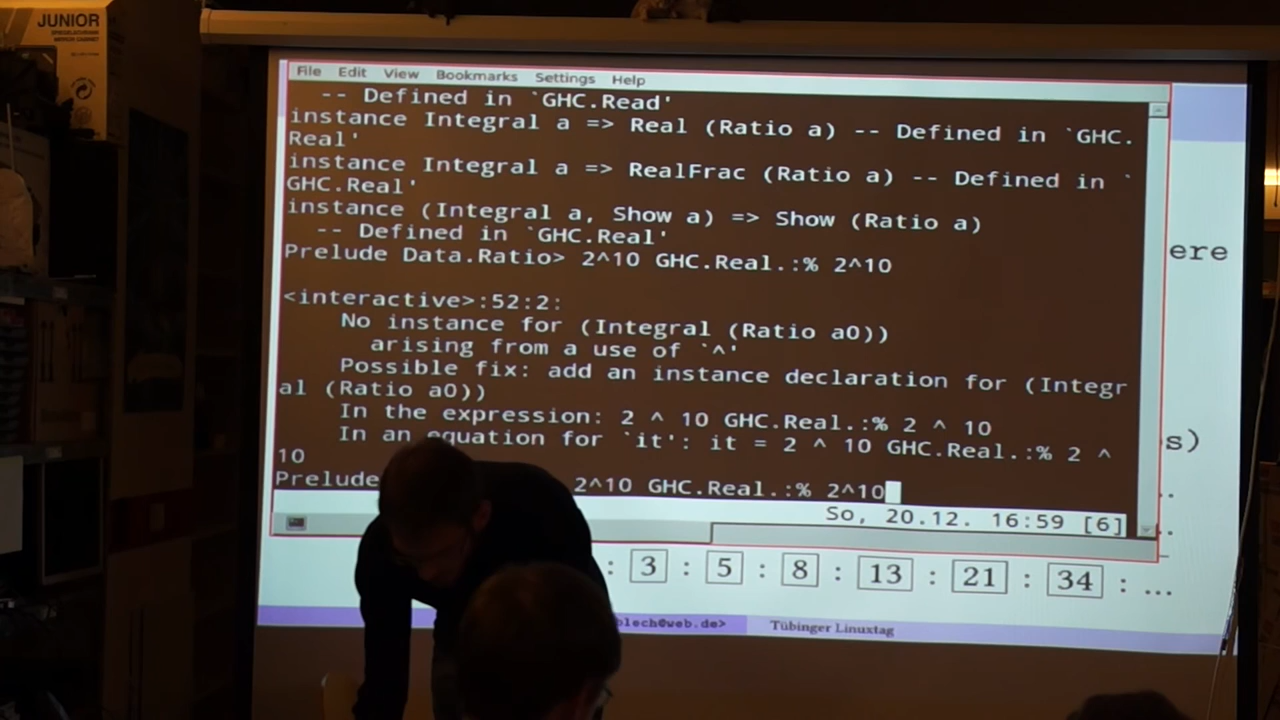 JUNIOR
File Edit View Bookmarks Settings Help
-- Defined in `GHC.Read'
instance Integral a => Real (Ratio a) -- Defined in `GHC.
Real'
instance Integral a => RealFrac (Ratio a) -- Defined in `
GHC.Real'
instance (Integral a, Show a) => Show (Ratio a)
-- Defined in `GHC.Real'
Prelude Data.Ratio> 2^10 GHC.Real.:% 2^10
ere
<interactive>:52:2:
No instance for (Integral (Ratio a0))
arising from a use of `^'
Possible fix: add an instance declaration for (Integr
al (Ratio a0))
In the expression: 2 ^ 10 GHC.Real.:% 2 ^ 10
In an equation for `it': it = 2 ^ 10 GHC.Real.:% 2 ^
s)
10
Prelude 2^10 GHC.Real.:% 2^10
So, 20.12. 16:59 [6]
: 3 : 5 : 8 : 13 : 21 : 34 : ...
blech@web.de> Tübinger Linuxtag